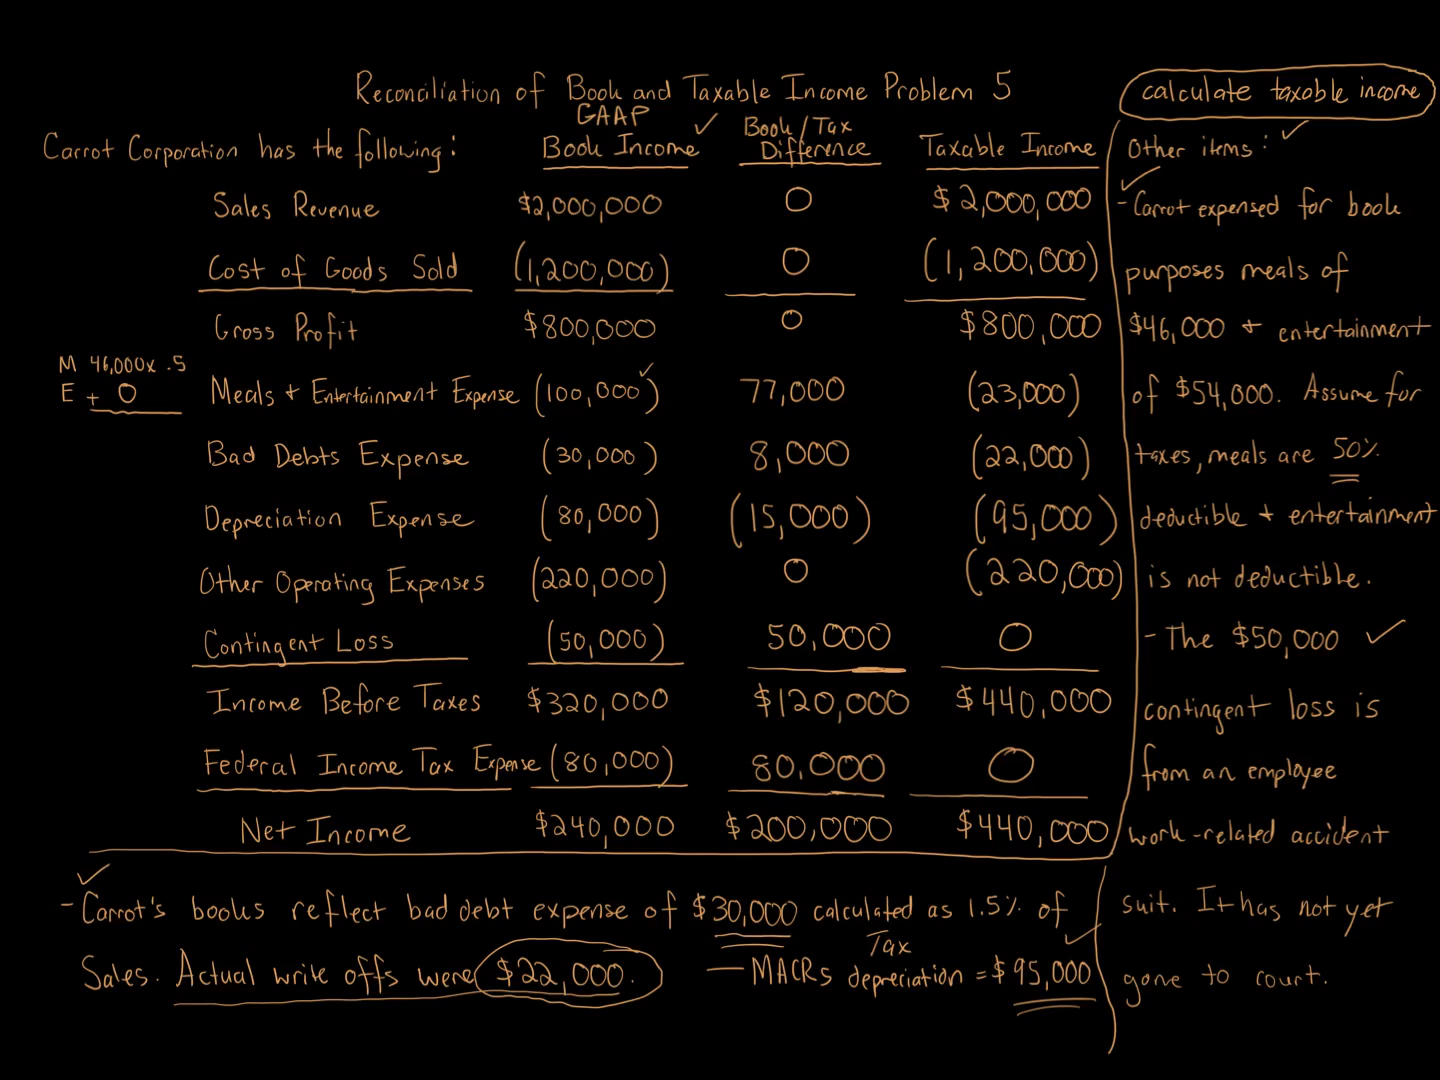 Reconciliation of Book and Taxable Income Problem 5
calculate taxable income
Carrot Corporation has the following:
GAAP
Book Income ✓
Book/Tax
Difference
Taxable Income
Sales Revenue $2,000,000 0 $2,000,000
Cost of Goods Sold (1,200,000) 0 (1,200,000)
Gross Profit $800,000 0 $800,000
M 46,000x .5
E + 0
Meals + Entertainment Expense (100,000) ✓ 77,000 (23,000)
Bad Debts Expense (30,000) 8,000 (22,000)
Depreciation Expense (80,000) (15,000) (95,000)
Other Operating Expenses (220,000) 0 (220,000)
Contingent Loss (50,000) 50,000 0
Income Before Taxes $320,000 $120,000 $440,000
Federal Income Tax Expense (80,000) 80,000 0
Net Income $240,000 $200,000 $440,000
Other items: ✓
✓
- Carrot expensed for book
purposes meals of
$46,000 + entertainment
of $54,000. Assume for
taxes, meals are 50%
deductible + entertainment
is not deductible.
- The $50,000 ✓
contingent loss is
from an employee
work-related accident
suit. It has not yet
gone to court.
✓
- Carrot's books reflect bad debt expense of $30,000 calculated as 1.5% of
Sales. Actual write offs were $22,000.
Tax ✓
— MACRs depreciation = $95,000